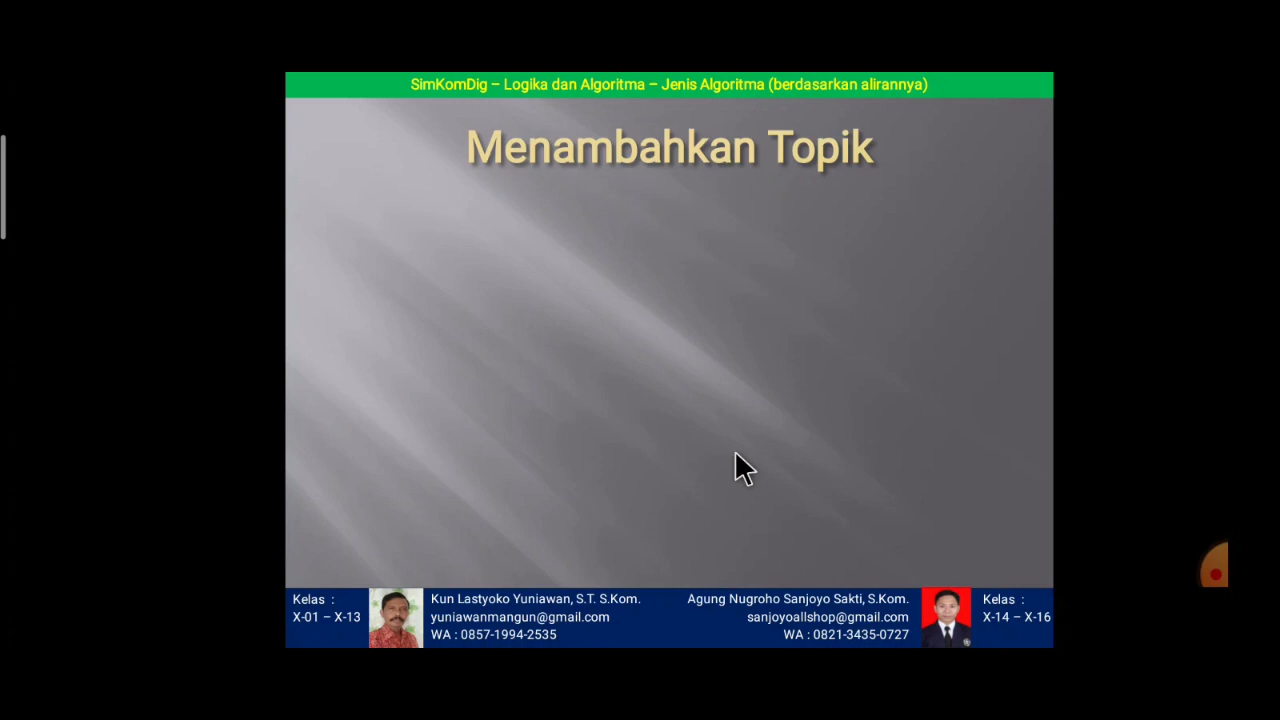 SimKomDig – Logika dan Algoritma – Jenis Algoritma (berdasarkan alirannya)
Menambahkan Topik
Kelas :
X-01 – X-13
Kun Lastyoko Yuniawan, S.T. S.Kom.
yuniawanmangun@gmail.com
WA : 0857-1994-2535
Agung Nugroho Sanjoyo Sakti, S.Kom.
sanjoyoallshop@gmail.com
WA : 0821-3435-0727
Kelas :
X-14 – X-16